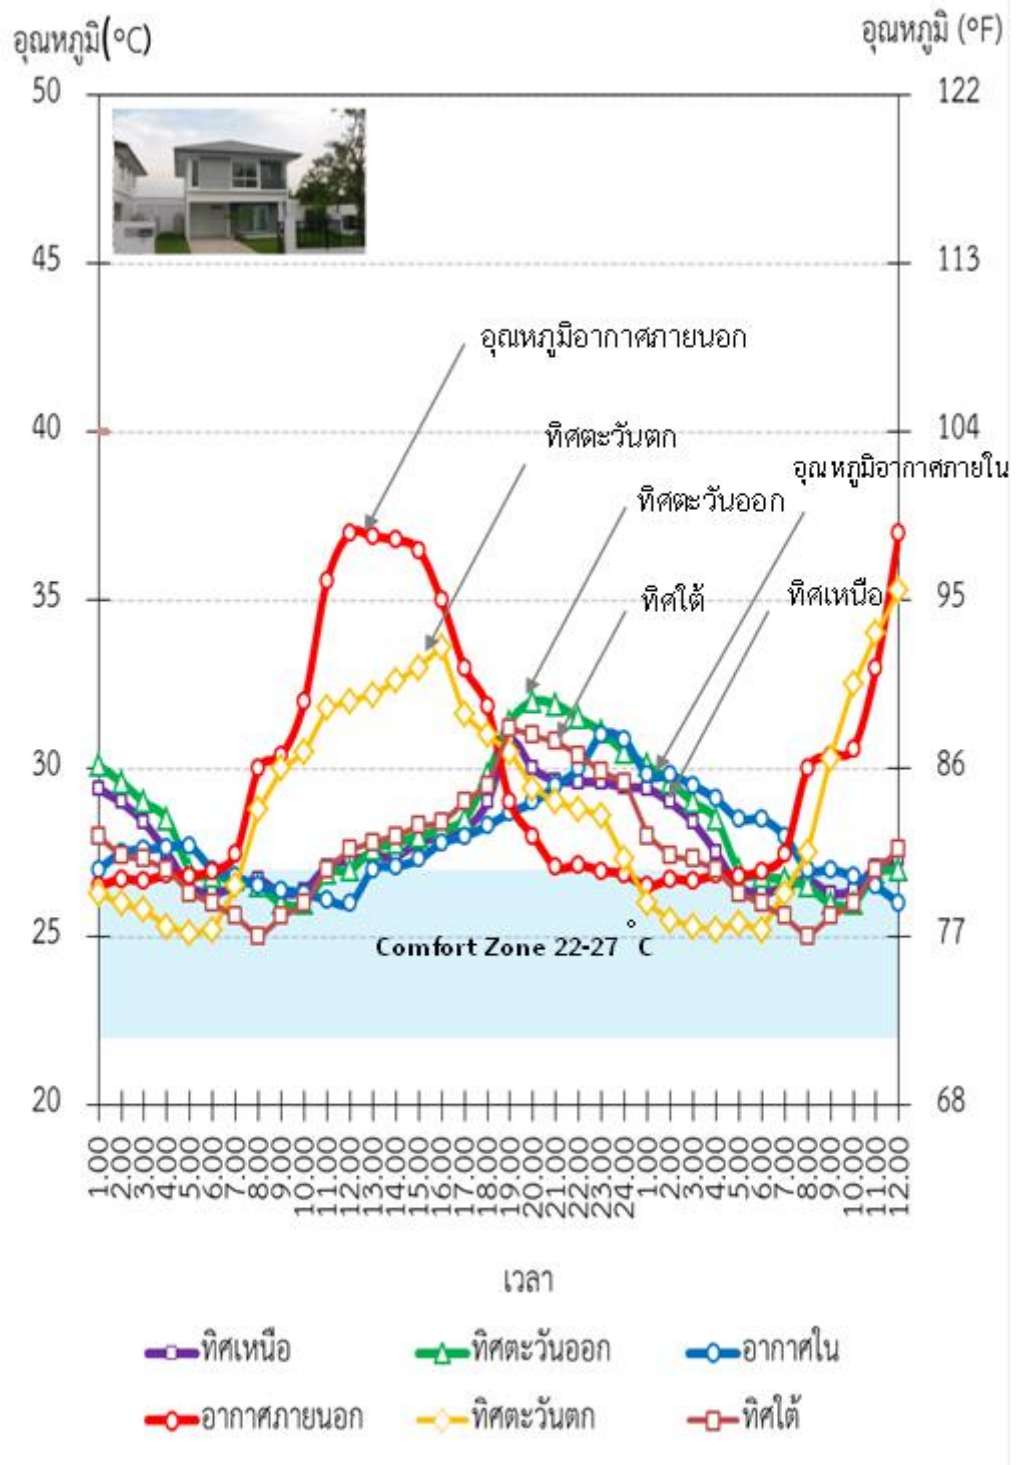 อุณหภูมิ(°C)
อุณหภูมิ (°F)
50
122
45
113
อุณหภูมิอากาศภายนอก
40
104
ทิศตะวันตก
อุณหภูมิอากาศภายใน
ทิศตะวันออก
35
95
ทิศใต้
ทิศเหนือ
30
86
25
77
Comfort Zone 22-27 °C
20
68
1.00 2.00 3.00 4.00 5.00 6.00 7.00 8.00 9.00 10.00 11.00 12.00 13.00 14.00 15.00 16.00 17.00 18.00 19.00 20.00 21.00 22.00 23.00 24.00 1.00 2.00 3.00 4.00 5.00 6.00 7.00 8.00 9.00 10.00 11.00 12.00
เวลา
ทิศเหนือ ทิศตะวันออก อากาศใน
อากาศภายนอก ทิศตะวันตก ทิศใต้